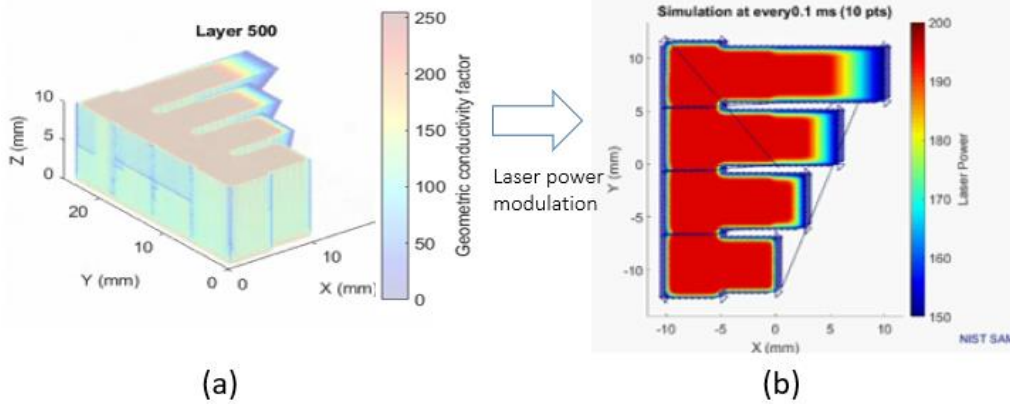 Layer 500
Z (mm)
10
5
0
20
10
0
Y (mm)
0
10
X (mm)
250
200
150
100
50
0
Geometric conductivity factor
Laser power
modulation
Simulation at every0.1 ms (10 pts)
Y (mm)
10
5
0
-5
-10
-10
-5
0
5
10
X (mm)
200
190
180
170
160
150
Laser Power
NIST SAM
(a)
(b)